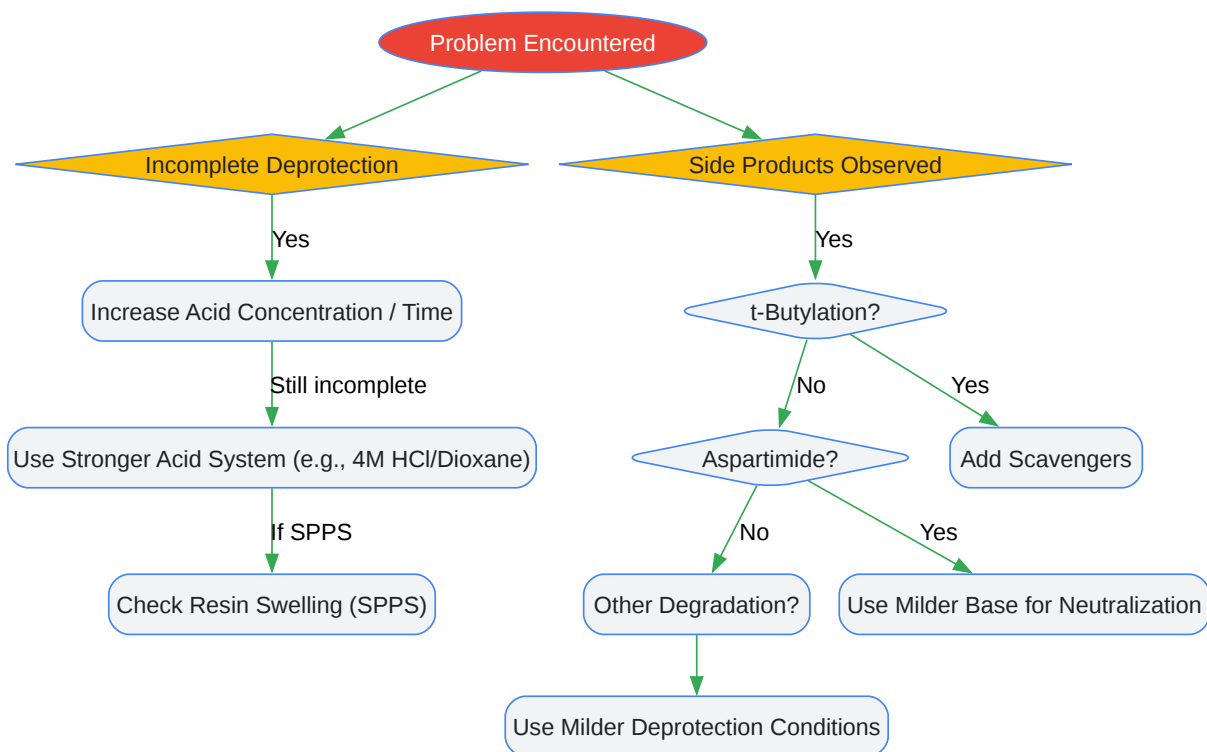 Problem Encountered
Incomplete Deprotection
Side Products Observed
Yes
Yes
Increase Acid Concentration / Time
t-Butylation?
Still incomplete
No
Yes
Use Stronger Acid System (e.g., 4M HCl/Dioxane)
Aspartimide?
Add Scavengers
If SPPS
No
Yes
Check Resin Swelling (SPPS)
Other Degradation?
Use Milder Base for Neutralization
Use Milder Deprotection Conditions